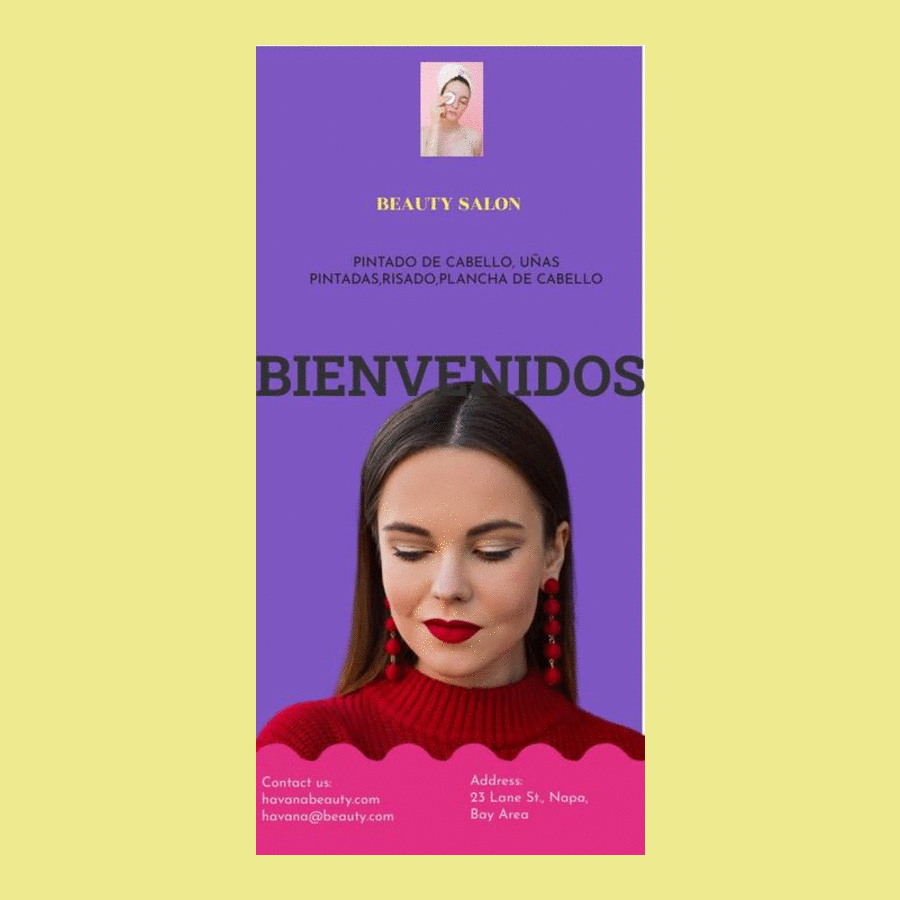 BEAUTY SALON
PINTADO DE CABELLO, UÑAS
PINTADAS,RISADO,PLANCHA DE CABELLO
BIENVENIDOS
Contact us:
havanabeauty.com
havana@beauty.com
Address:
23 Lane St., Napa,
Bay Area